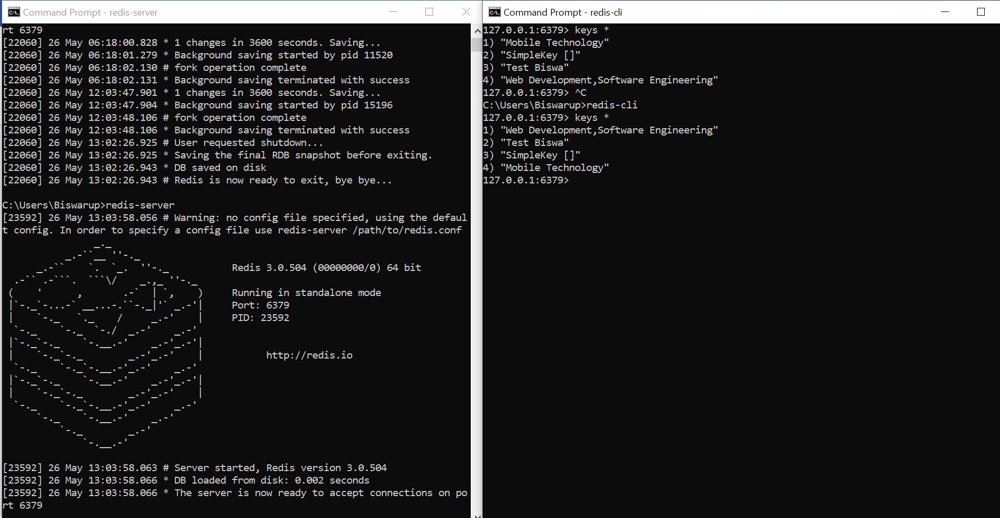 Command Prompt - redis-server
rt 6379
[22060] 26 May 06:18:00.828 * 1 changes in 3600 seconds. Saving...
[22060] 26 May 06:18:01.279 * Background saving started by pid 11520
[22060] 26 May 06:18:02.130 # fork operation complete
[22060] 26 May 06:18:02.131 * Background saving terminated with success
[22060] 26 May 12:03:47.901 * 1 changes in 3600 seconds. Saving...
[22060] 26 May 12:03:47.904 * Background saving started by pid 15196
[22060] 26 May 12:03:48.106 # fork operation complete
[22060] 26 May 12:03:48.106 * Background saving terminated with success
[22060] 26 May 13:02:26.925 # User requested shutdown...
[22060] 26 May 13:02:26.925 * Saving the final RDB snapshot before exiting.
[22060] 26 May 13:02:26.943 * DB saved on disk
[22060] 26 May 13:02:26.943 # Redis is now ready to exit, bye bye...
C:\Users\Biswarup>redis-server
[23592] 26 May 13:03:58.056 # Warning: no config file specified, using the defaul
t config. In order to specify a config file use redis-server /path/to/redis.conf
Redis 3.0.504 (00000000/0) 64 bit
Running in standalone mode
Port: 6379
PID: 23592
http://redis.io
[23592] 26 May 13:03:58.063 # Server started, Redis version 3.0.504
[23592] 26 May 13:03:58.066 * DB loaded from disk: 0.002 seconds
[23592] 26 May 13:03:58.066 * The server is now ready to accept connections on po
rt 6379
Command Prompt - redis-cli
127.0.0.1:6379> keys *
1) "Mobile Technology"
2) "SimpleKey []"
3) "Test Biswa"
4) "Web Development,Software Engineering"
127.0.0.1:6379> ^C
C:\Users\Biswarup>redis-cli
127.0.0.1:6379> keys *
1) "Web Development,Software Engineering"
2) "Test Biswa"
3) "SimpleKey []"
4) "Mobile Technology"
127.0.0.1:6379>